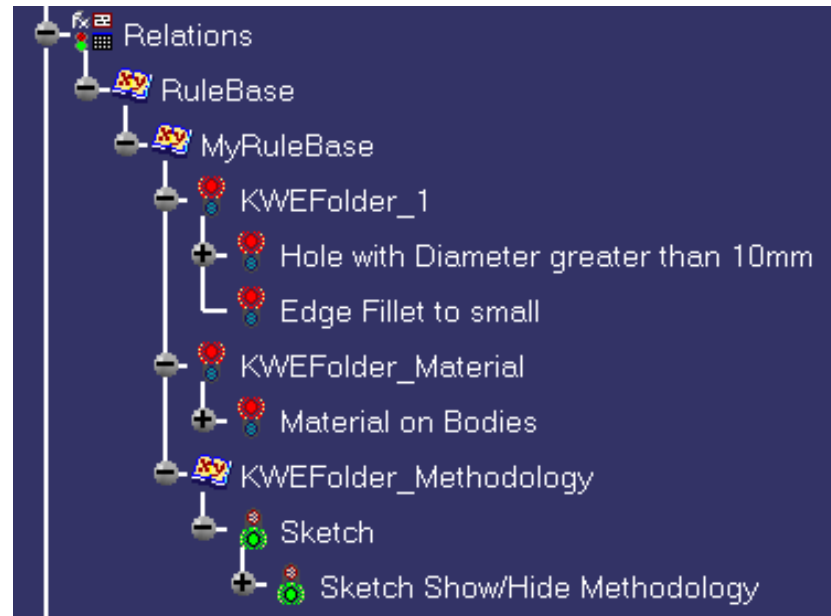 Relations
RuleBase
MyRuleBase
KWEFolder_1
Hole with Diameter greater than 10mm
Edge Fillet to small
KWEFolder_Material
Material on Bodies
KWEFolder_Methodology
Sketch
Sketch Show/Hide Methodology